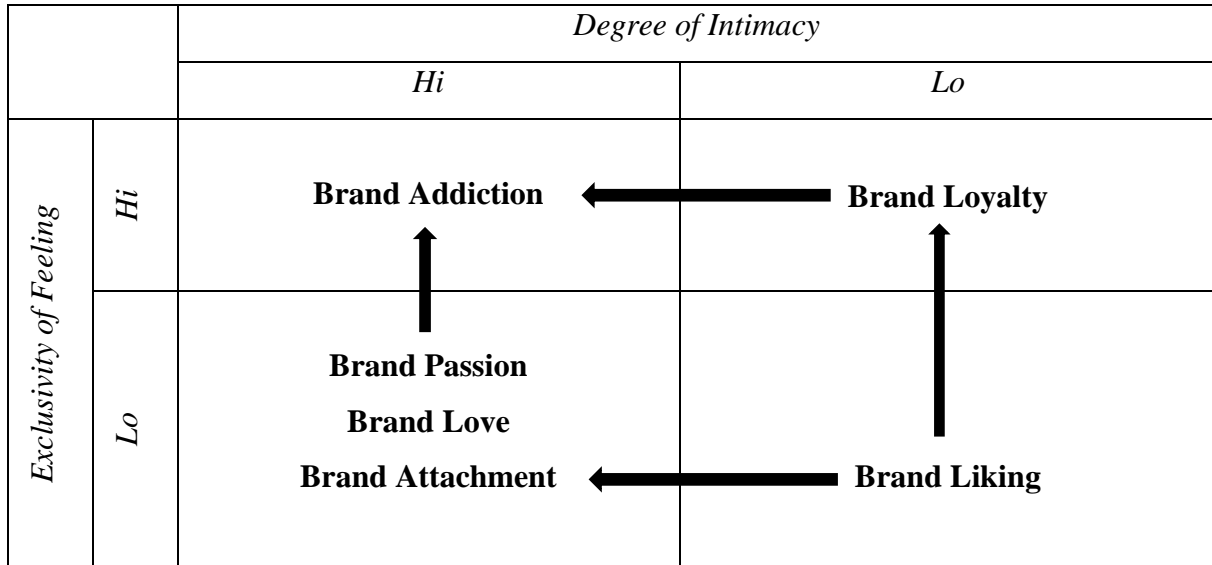 Degree of Intimacy
Hi
Lo
Exclusivity of Feeling
Hi
Brand Addiction
Brand Loyalty
Lo
Brand Passion
Brand Love
Brand Attachment
Brand Liking